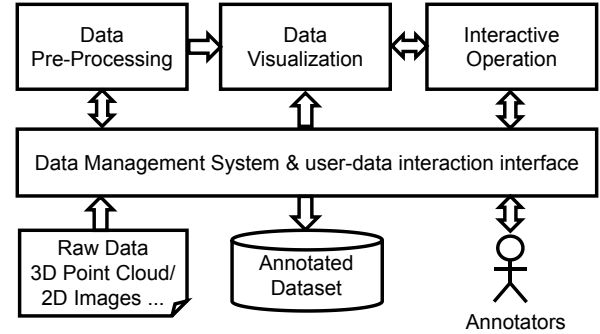 Data
Pre-Processing
Data
Visualization
Interactive
Operation
Data Management System & user-data interaction interface
Raw Data
3D Point Cloud/
2D Images ...
Annotated
Dataset
Annotators